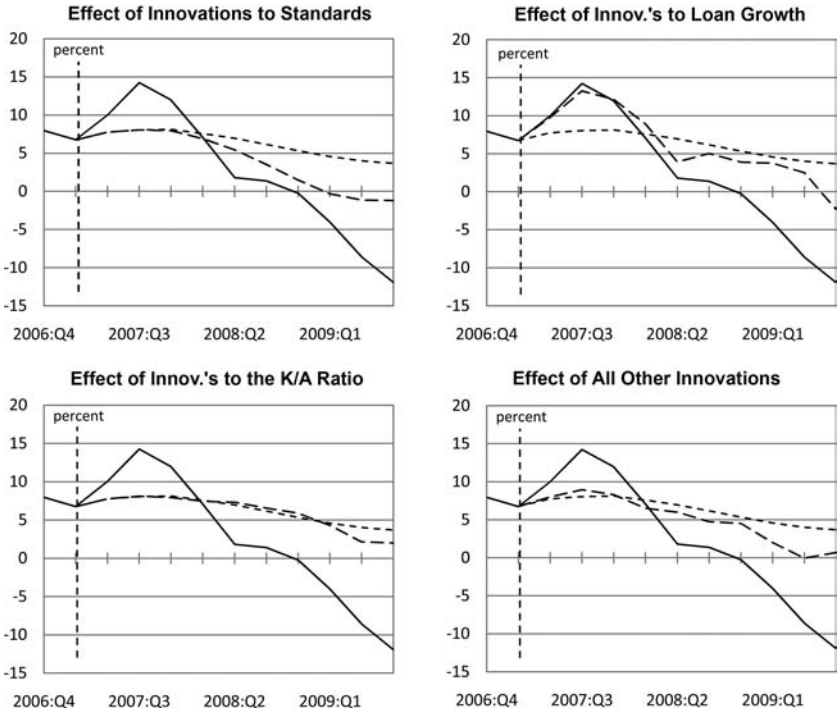 Effect of Innovations to Standards
20
percent
15
10
5
0
-5
-10
-15
2006:Q4 2007:Q3 2008:Q2 2009:Q1
Effect of Innov.'s to Loan Growth
20
percent
15
10
5
0
-5
-10
-15
2006:Q4 2007:Q3 2008:Q2 2009:Q1
Effect of Innov.'s to the K/A Ratio
20
percent
15
10
5
0
-5
-10
-15
2006:Q4 2007:Q3 2008:Q2 2009:Q1
Effect of All Other Innovations
20
percent
15
10
5
0
-5
-10
-15
2006:Q4 2007:Q3 2008:Q2 2009:Q1